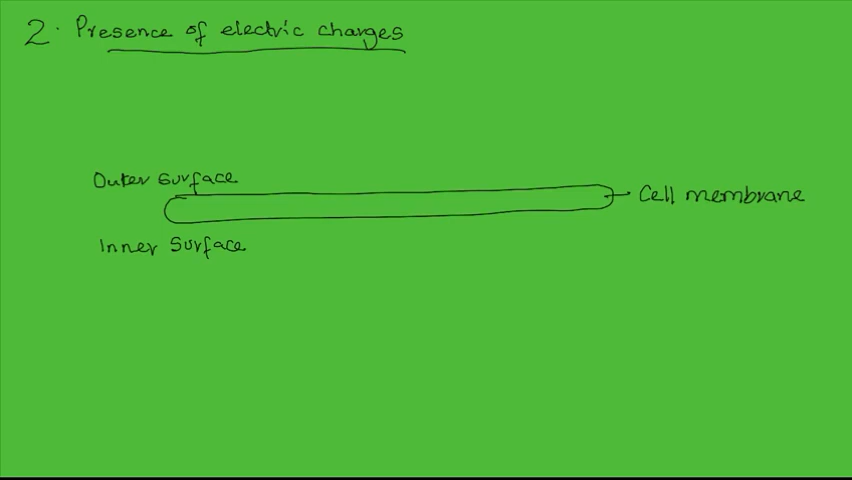 2. Presence of electric charges
Outer Surface
Cell membrane
Inner Surface